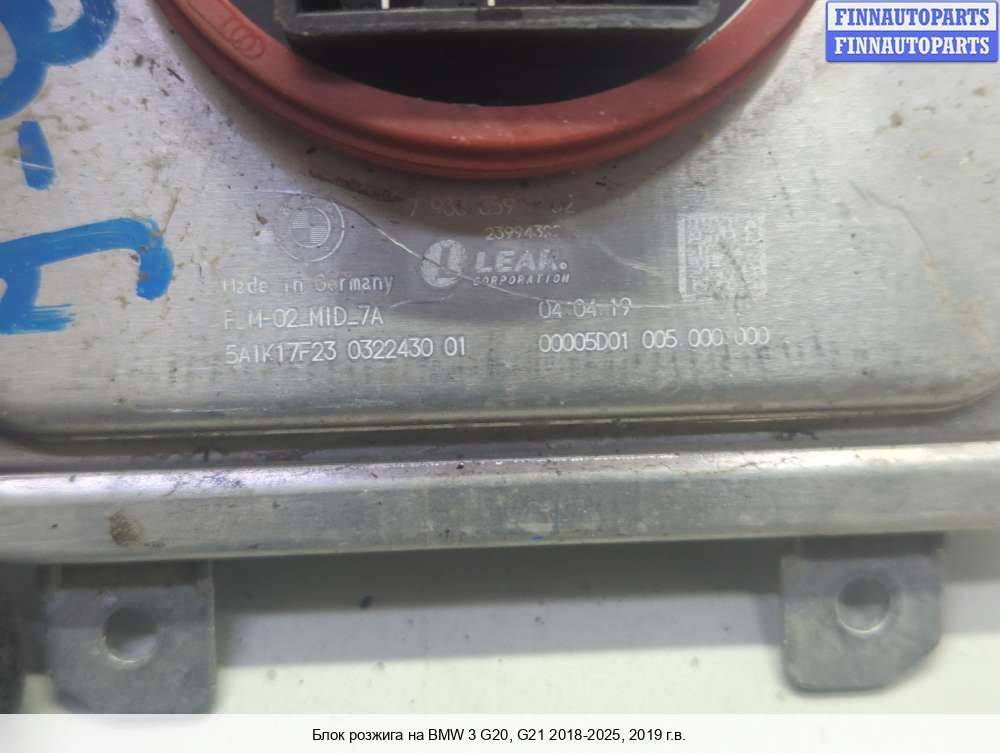 FINNAUTOPARTS
FINNAUTOPARTS
LEAR.
CORPORATION
Made in Germany
FLM-02_MID_7A
04.04.19
5A1K17F23 0322430 01
00005D01 005.000.000
Блок розжига на BMW 3 G20, G21 2018-2025, 2019 г.в.